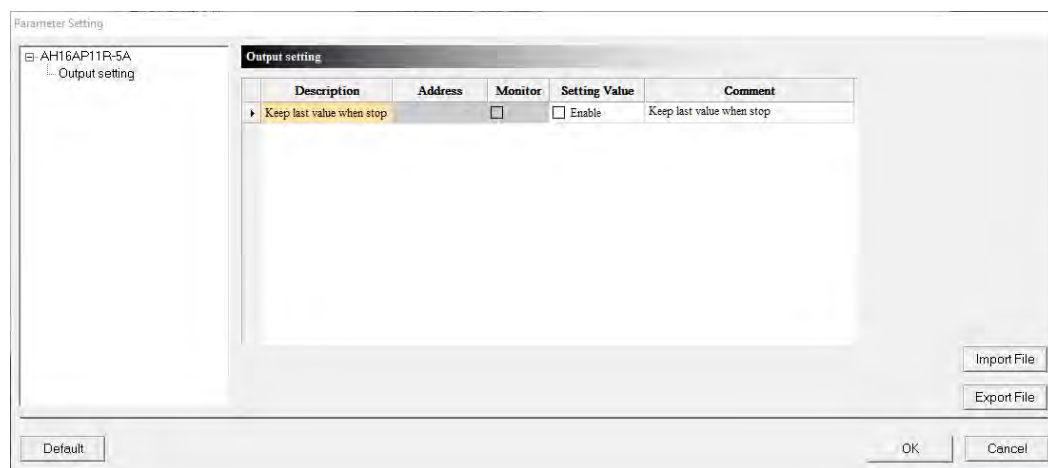 Parameter Setting
AH16AP11R-5A
Output setting
Output setting
Description Address Monitor Setting Value Comment
Keep last value when stop Enable Keep last value when stop
Import File
Export File
Default OK Cancel